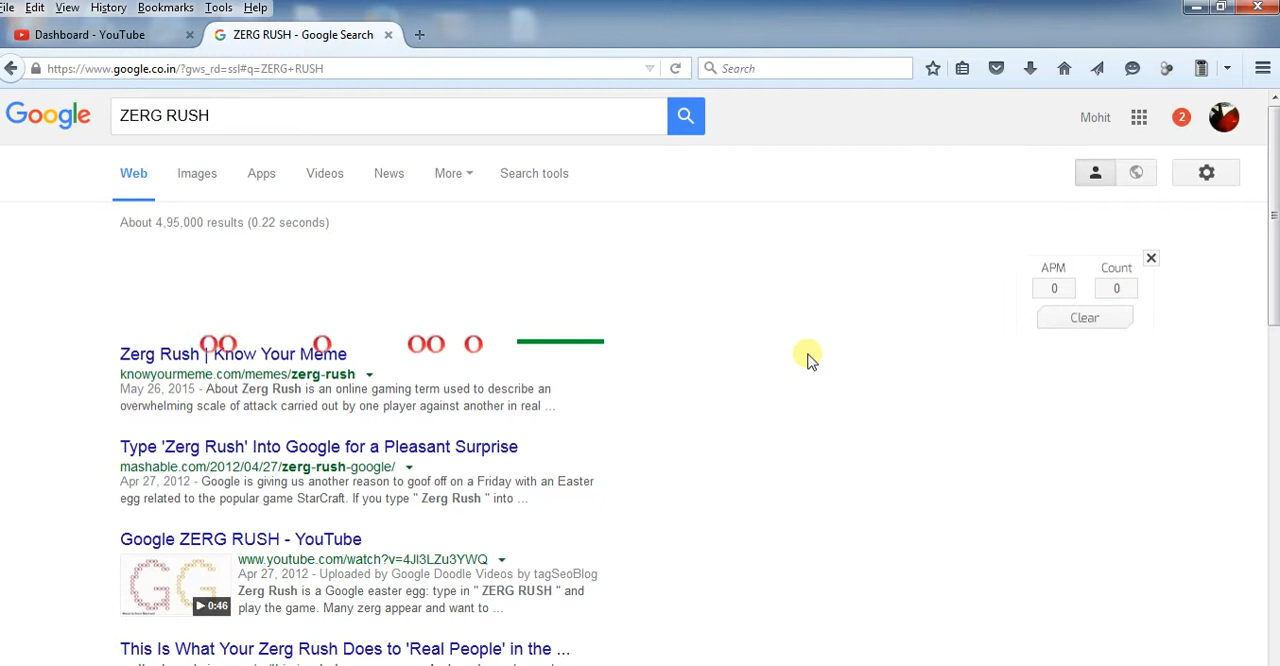 File Edit View History Bookmarks Tools Help
Dashboard - YouTube × ZERG RUSH - Google Search × +
https://www.google.co.in/?gws_rd=ssl#q=ZERG+RUSH Search
Google ZERG RUSH Mohit 2
Web Images Apps Videos News More Search tools
About 4,95,000 results (0.22 seconds)
APM Count
0 0
Clear
OO O OO O
Zerg Rush | Know Your Meme
knowyourmeme.com/memes/zerg-rush
May 26, 2015 - About Zerg Rush is an online gaming term used to describe an
overwhelming scale of attack carried out by one player against another in real ...
Type 'Zerg Rush' Into Google for a Pleasant Surprise
mashable.com/2012/04/27/zerg-rush-google/
Apr 27, 2012 - Google is giving us another reason to goof off on a Friday with an Easter
egg related to the popular game StarCraft. If you type " Zerg Rush " into ...
Google ZERG RUSH - YouTube
www.youtube.com/watch?v=4Jl3LZu3YWQ
Apr 27, 2012 - Uploaded by Google Doodle Videos by tagSeoBlog
Zerg Rush is a Google easter egg: type in " ZERG RUSH " and
play the game. Many zerg appear and want to ...
GG
0:46
This Is What Your Zerg Rush Does to 'Real People' in the ...